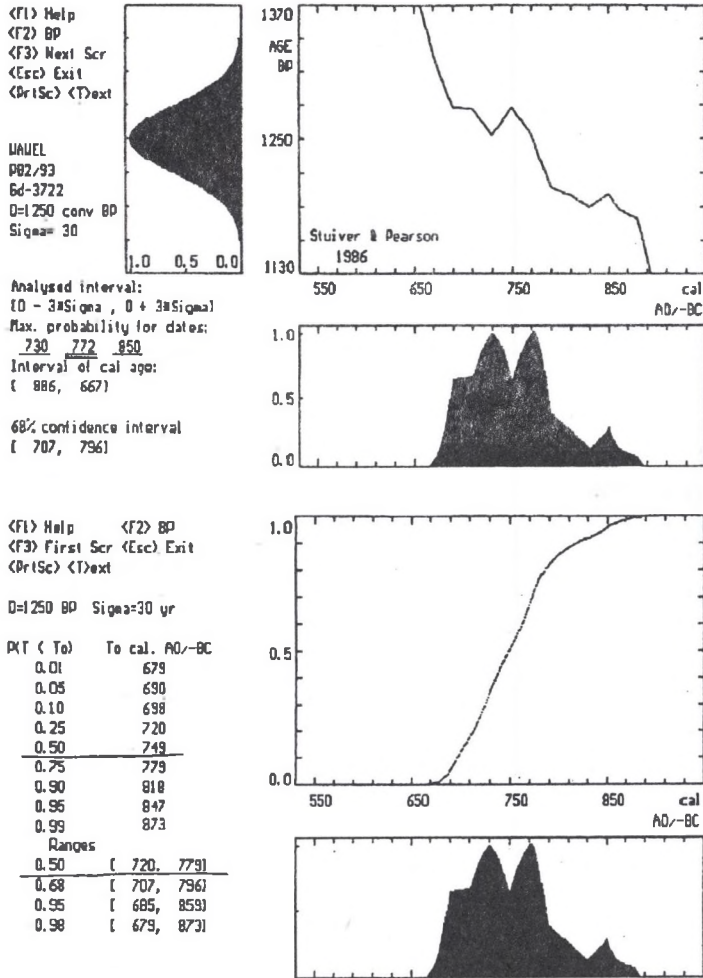 <F1> Help
<F2> BP
<F3> Next Scr
<Esc> Exit
<PrtSc> <T>ext
WAWEL
P82/93
Gd-3722
D=1250 conv BP
Sigma= 30
1.0 0.5 0.0
1370
AGE
BP
1250
1130
Stuiver & Pearson
1986
550 650 750 850 cal
AD/-BC
Analysed interval:
[D - 3*Sigma , D + 3*Sigma]
Max. probability for dates:
730 772 850
Interval of cal age:
[ 886, 667]
68% confidence interval
[ 707, 796]
1.0
0.5
0.0
<F1> Help <F2> BP
<F3> First Scr <Esc> Exit
<PrtSc> <T>ext
D=1250 BP Sigma=30 yr
P(T < To) To cal. AD/-BC
0.01 679
0.05 690
0.10 698
0.25 720
0.50 749
0.75 779
0.90 818
0.95 847
0.99 873
Ranges
0.50 [ 720, 779]
0.68 [ 707, 796]
0.95 [ 685, 859]
0.98 [ 679, 873]
1.0
0.5
0.0
550 650 750 850 cal
AD/-BC